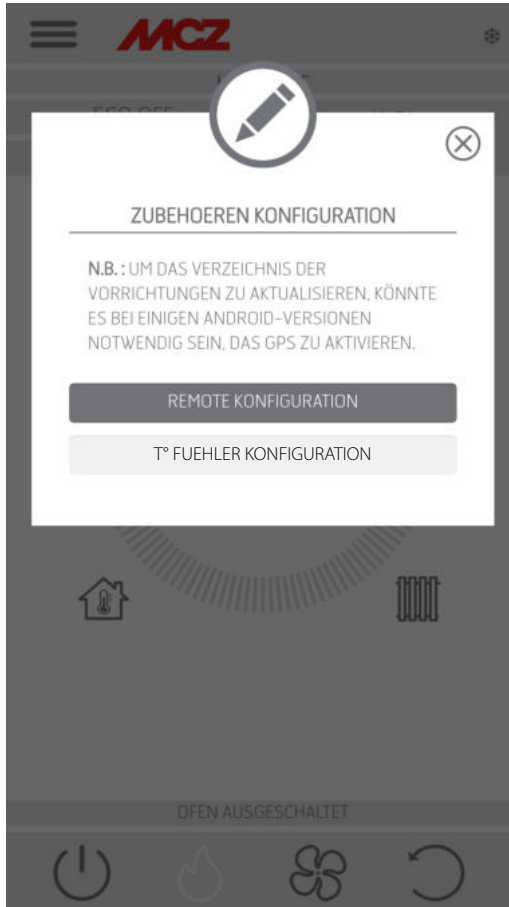 MCZ
ZUBEHOEREN KONFIGURATION
N.B. : UM DAS VERZEICHNIS DER
VORRICHTUNGEN ZU AKTUALISIEREN, KÖNNTE
ES BEI EINIGEN ANDROID-VERSIONEN
NOTWENDIG SEIN, DAS GPS ZU AKTIVIEREN.
REMOTE KONFIGURATION
T° FUEHLER KONFIGURATION
OFEN AUSGESCHALTET